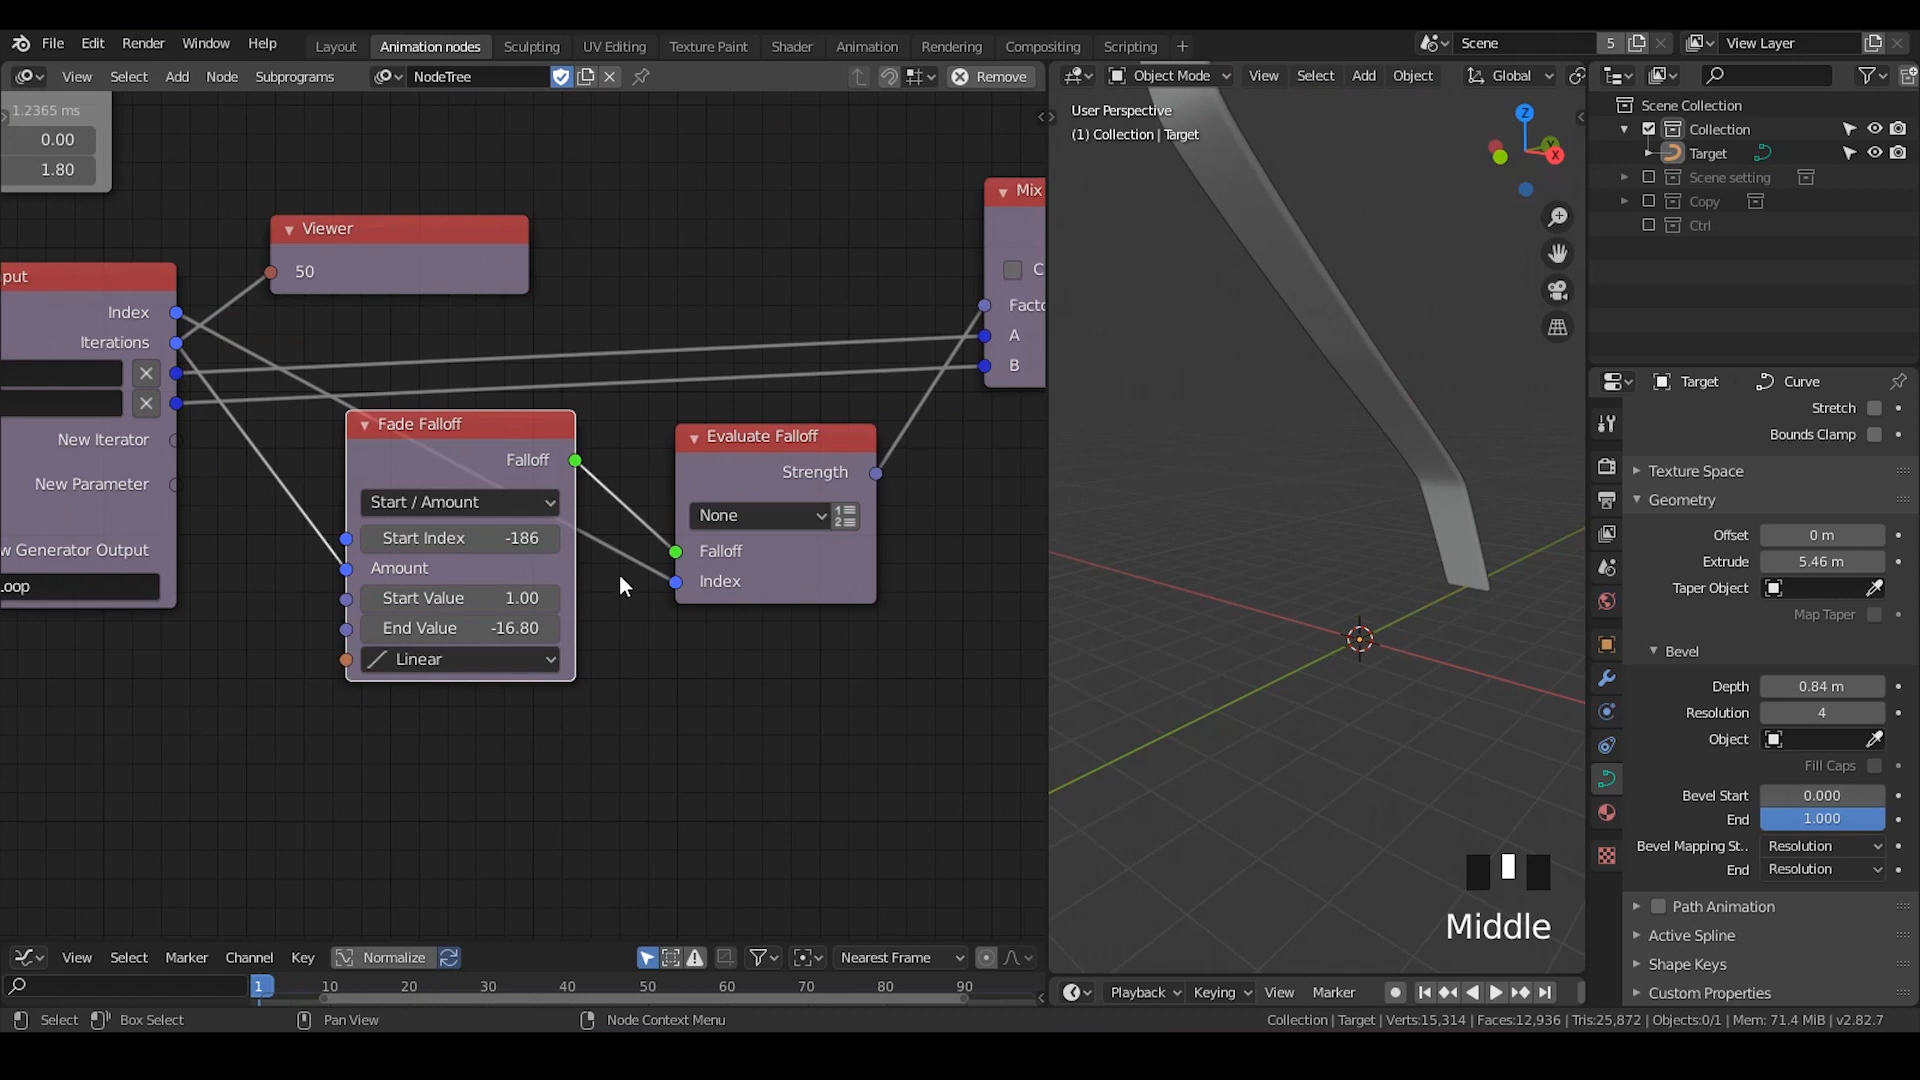 File Edit Render Window Help
Layout Animation nodes Sculpting UV Editing Texture Paint Shader Animation Rendering Compositing Scripting
Scene 5 View Layer
View Select Add Node Subprograms NodeTree Remove
Object Mode View Select Add Object Global
1.2365 ms
0.00
1.80
Viewer
50
put
Index
Iterations
New Iterator
New Parameter
w Generator Output
Loop
Fade Falloff
Falloff
Start / Amount
Start Index -186
Amount
Start Value 1.00
End Value -16.80
Linear
Evaluate Falloff
Strength
None
Falloff
Index
Mix
C
Facto
A
B
User Perspective
(1) Collection | Target
Z
Y
X
Middle
Scene Collection
Collection
Target
Scene setting
Copy
Ctrl
Target Curve
Stretch
Bounds Clamp
Texture Space
Geometry
Offset 0 m
Extrude 5.46 m
Taper Object
Map Taper
Bevel
Depth 0.84 m
Resolution 4
Object
Fill Caps
Bevel Start 0.000
End 1.000
Bevel Mapping St.. Resolution
End Resolution
Path Animation
Active Spline
Shape Keys
Custom Properties
View Select Marker Channel Key Normalize Nearest Frame
1 10 20 30 40 50 60 70 80 90
Playback Keying View Marker
Select Box Select Pan View Node Context Menu
Collection | Target | Verts:15,314 | Faces:12,936 | Tris:25,872 | Objects:0/1 | Mem: 71.4 MiB | v2.82.7